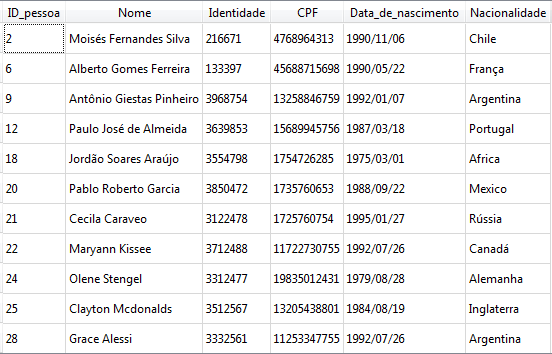 ID_pessoa Nome Identidade CPF Data_de_nascimento Nacionalidade
2 Moisés Fernandes Silva 216671 4768964313 1990/11/06 Chile
6 Alberto Gomes Ferreira 133397 45688715698 1990/05/22 França
9 Antônio Giestas Pinheiro 3968754 13258846759 1992/01/07 Argentina
12 Paulo José de Almeida 3639853 15689945756 1987/03/18 Portugal
18 Jordão Soares Araújo 3554798 1754726285 1975/03/01 Africa
20 Pablo Roberto Garcia 3850472 1735760653 1988/09/22 Mexico
21 Cecila Caraveo 3122478 1725760754 1995/01/27 Rússia
22 Maryann Kissee 3712488 11722730755 1992/07/26 Canadá
24 Olene Stengel 3312477 19835012431 1979/08/28 Alemanha
25 Clayton Mcdonalds 3512567 13205438801 1984/08/19 Inglaterra
28 Grace Alessi 3332561 11253347755 1992/07/26 Argentina